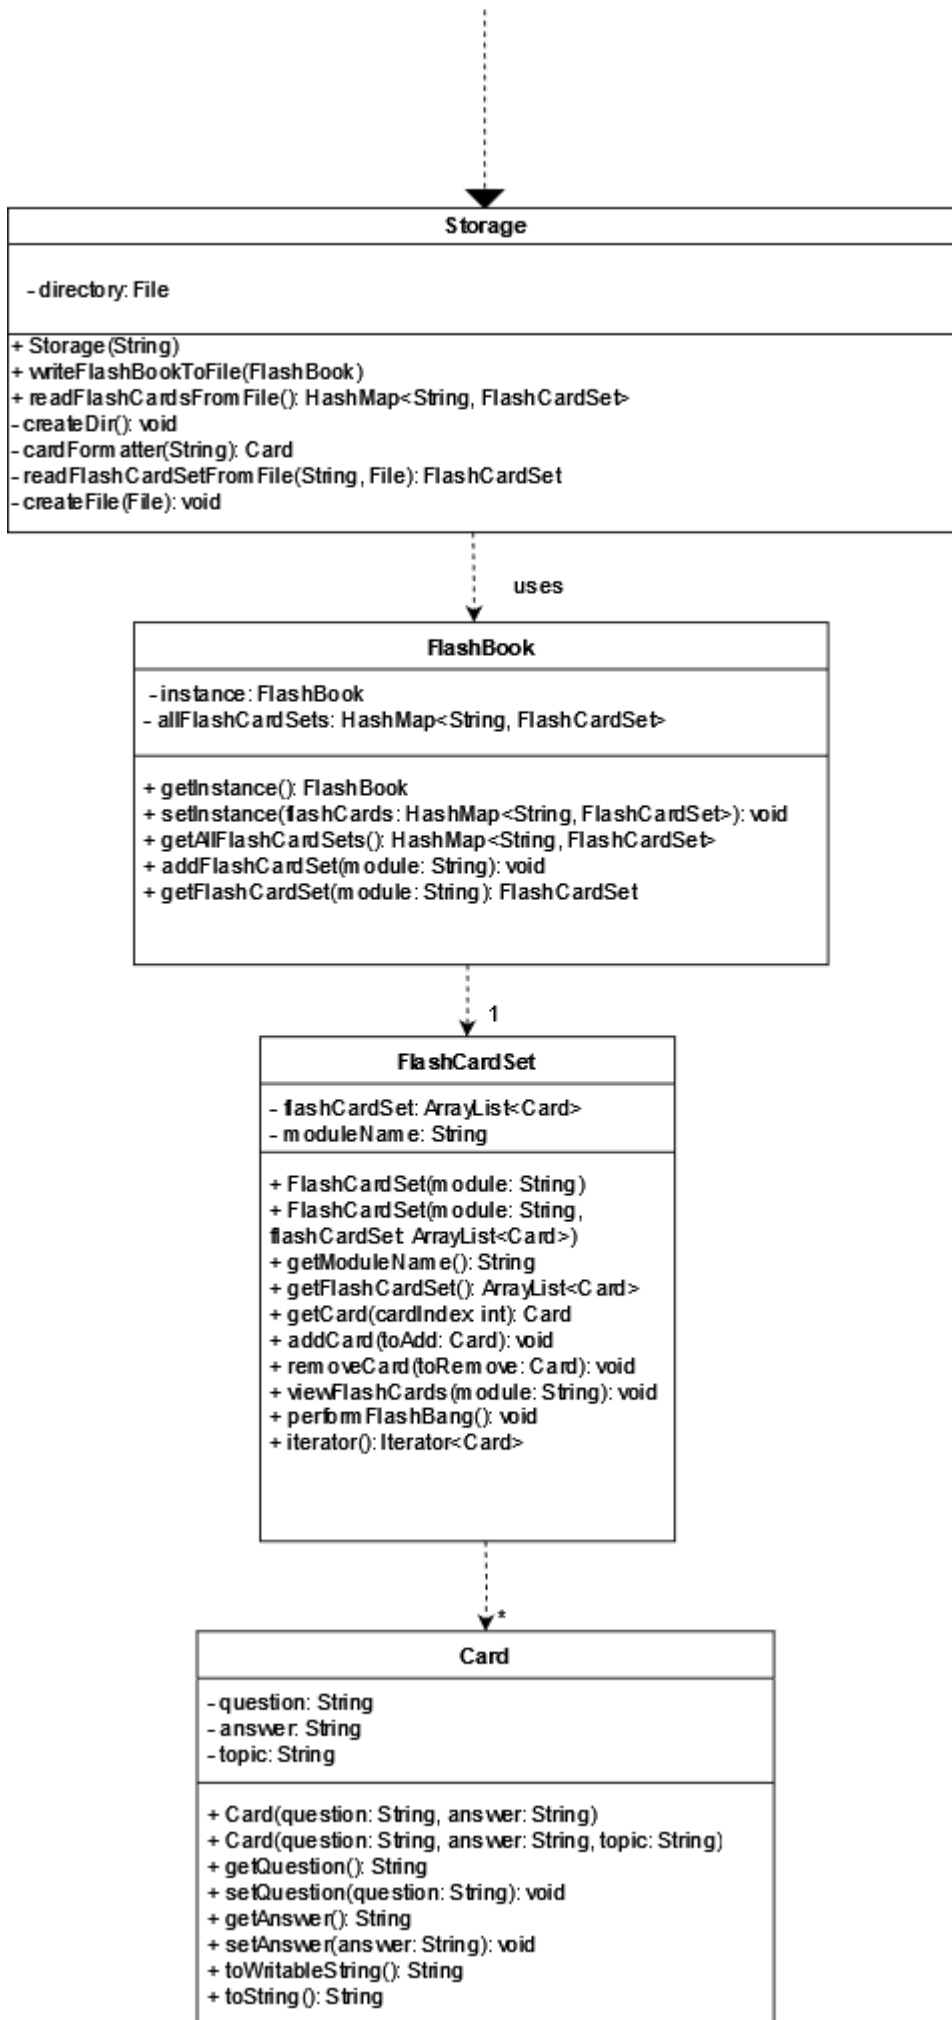 Storage
- directory: File
+ Storage(String)
+ writeFlashBookToFile(FlashBook)
+ readFlashCardsFromFile(): HashMap<String, FlashCardSet>
- createDir(): void
- cardFormatter(String): Card
- readFlashCardSetFromFile(String, File): FlashCardSet
- createFile(File): void
uses
FlashBook
- instance: FlashBook
- allFlashCardSets: HashMap<String, FlashCardSet>
+ getInstance(): FlashBook
+ setInstance(flashCards: HashMap<String, FlashCardSet>): void
+ getAllFlashCardSets(): HashMap<String, FlashCardSet>
+ addFlashCardSet(module: String): void
+ getFlashCardSet(module: String): FlashCardSet
1
FlashCardSet
- flashCardSet: ArrayList<Card>
- moduleName: String
+ FlashCardSet(module: String)
+ FlashCardSet(module: String,
flashCardSet: ArrayList<Card>)
+ getModuleName(): String
+ getFlashCardSet(): ArrayList<Card>
+ getCard(cardIndex: int): Card
+ addCard(toAdd: Card): void
+ removeCard(toRemove: Card): void
+ viewFlashCards(module: String): void
+ performFlashBang(): void
+ iterator(): Iterator<Card>
*
Card
- question: String
- answer: String
- topic: String
+ Card(question: String, answer: String)
+ Card(question: String, answer: String, topic: String)
+ getQuestion(): String
+ setQuestion(question: String): void
+ getAnswer(): String
+ setAnswer(answer: String): void
+ toWritableString(): String
+ toString(): String